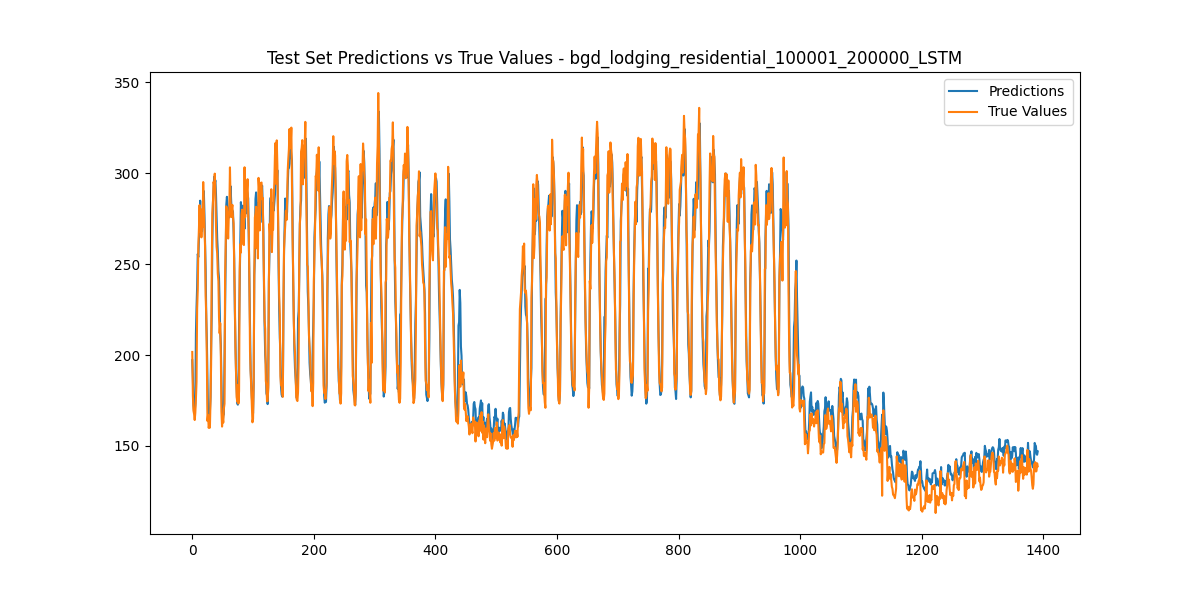 Test Set Predictions vs True Values - bgd_lodging_residential_100001_200000_LSTM
Predictions
True Values
350
300
250
200
150
0 200 400 600 800 1000 1200 1400